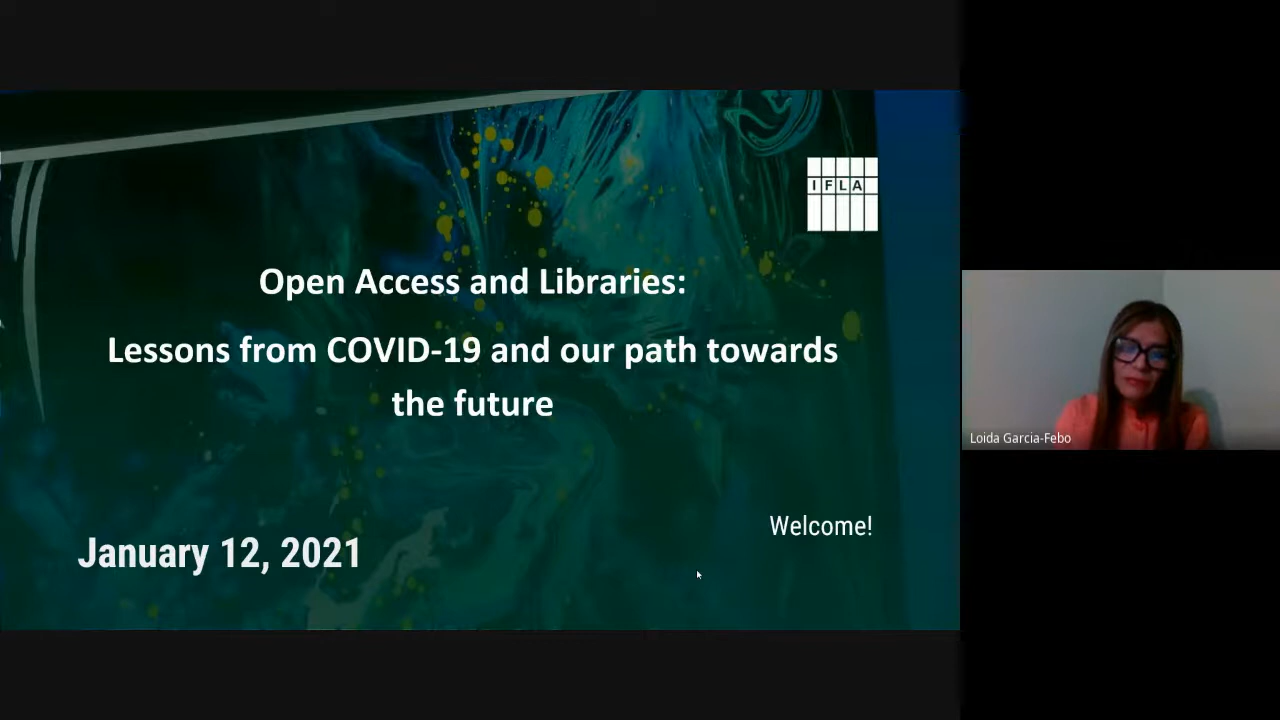 IFLA
Open Access and Libraries:
Lessons from COVID-19 and our path towards
the future
Welcome!
January 12, 2021
Loida Garcia-Febo